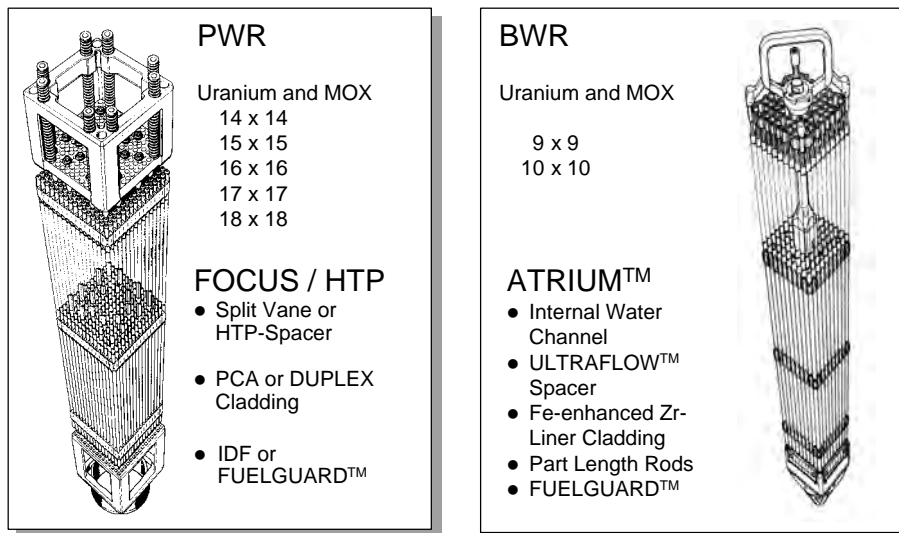 PWR
Uranium and MOX
14 x 14
15 x 15
16 x 16
17 x 17
18 x 18
FOCUS / HTP
● Split Vane or
HTP-Spacer
● PCA or DUPLEX
Cladding
● IDF or
FUELGUARD™
BWR
Uranium and MOX
9 x 9
10 x 10
ATRIUM™
● Internal Water
Channel
● ULTRAFLOW™
Spacer
● Fe-enhanced Zr-
Liner Cladding
● Part Length Rods
● FUELGUARD™